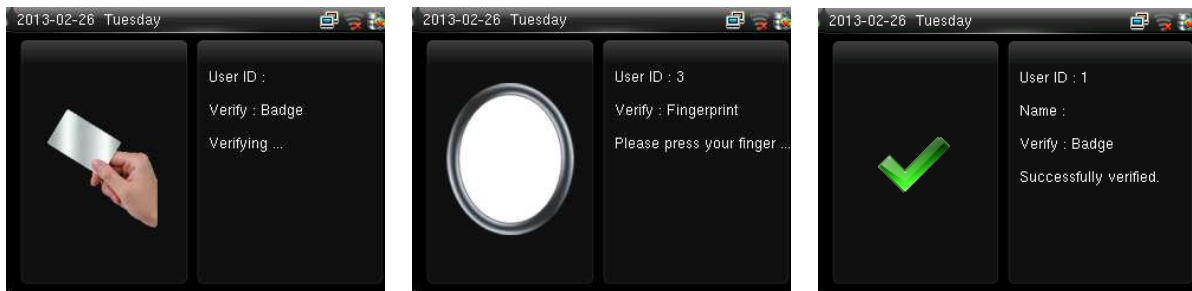 2013-02-26 Tuesday
User ID :
Verify : Badge
Verifying ...
2013-02-26 Tuesday
User ID : 3
Verify : Fingerprint
Please press your finger ...
2013-02-26 Tuesday
User ID : 1
Name :
Verify : Badge
Successfully verified.